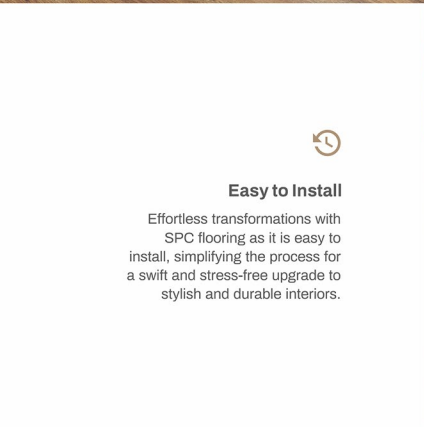 Easy to Install
Effortless transformations with
SPC flooring as it is easy to
install, simplifying the process for
a swift and stress-free upgrade to
stylish and durable interiors.